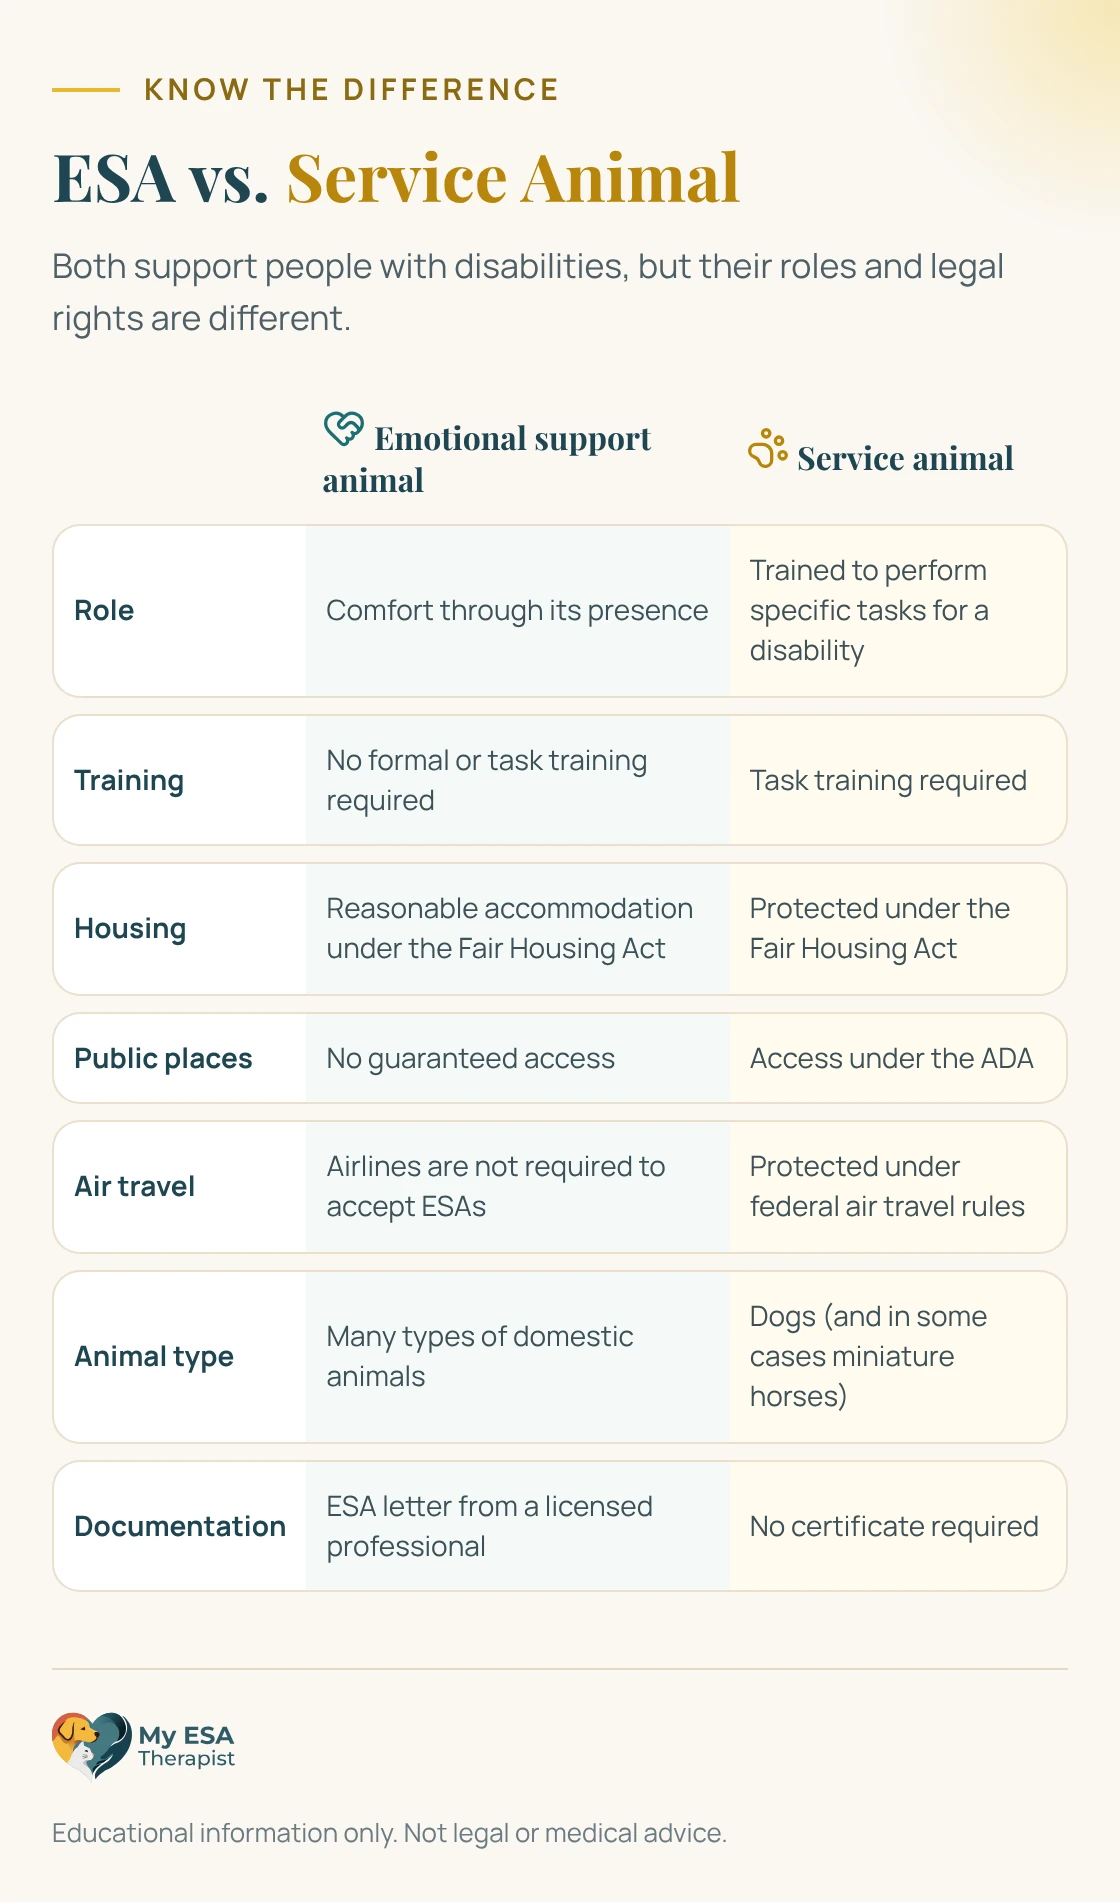 KNOW THE DIFFERENCE
ESA vs. Service Animal
Both support people with disabilities, but their roles and legal
rights are different.
Emotional support
animal
Service animal
Role
Comfort through its presence
Trained to perform
specific tasks for a
disability
Training
No formal or task training
required
Task training required
Housing
Reasonable accommodation
under the Fair Housing Act
Protected under the
Fair Housing Act
Public places
No guaranteed access
Access under the ADA
Air travel
Airlines are not required to
accept ESAs
Protected under
federal air travel rules
Animal type
Many types of domestic
animals
Dogs (and in some
cases miniature
horses)
Documentation
ESA letter from a licensed
professional
No certificate required
My ESA
Therapist
Educational information only. Not legal or medical advice.